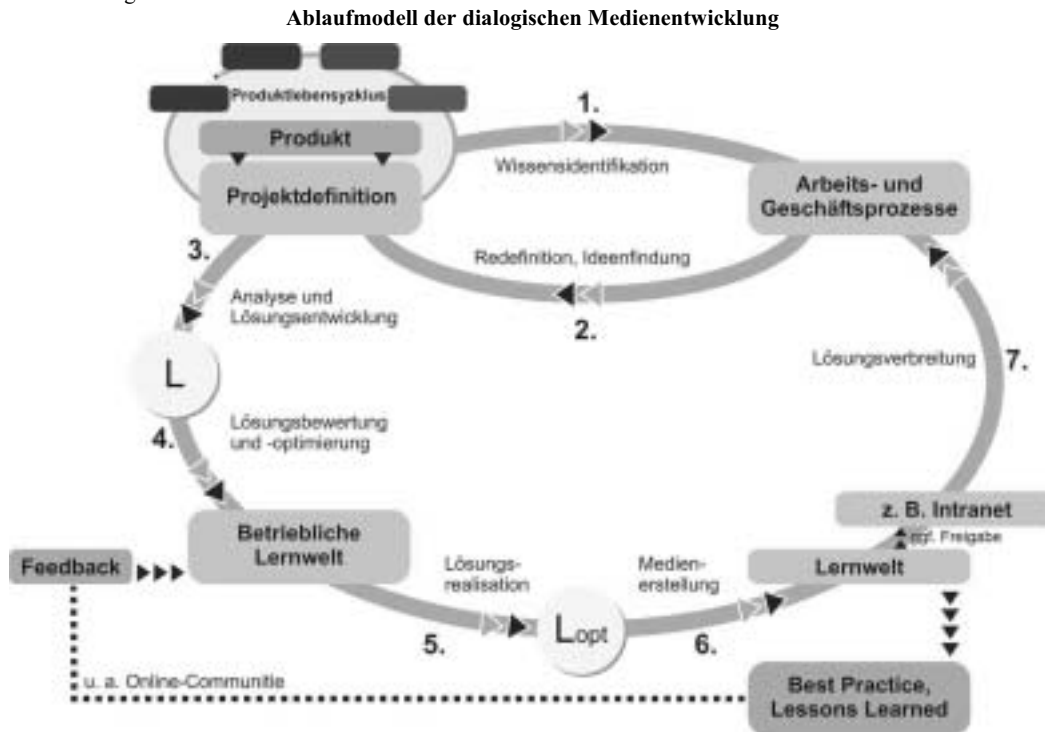 Ablaufmodell der dialogischen Medienentwicklung
Produktlebensyzklus
Produkt
Projektdefinition
1.
Wissensidentifikation
Arbeits- und
Geschäftsprozesse
Redefinition, Ideenfindung
2.
3.
Analyse und
Lösungsentwicklung
L
4.
Lösungsbewertung
und -optimierung
Lösungsverbreitung
7.
Betriebliche
Lernwelt
Feedback
Lösungs-
realisation
5.
Lopt
Medien-
erstellung
6.
z. B. Intranet
ggf. Freigabe
Lernwelt
u. a. Online-Communitie
Best Practice,
Lessons Learned